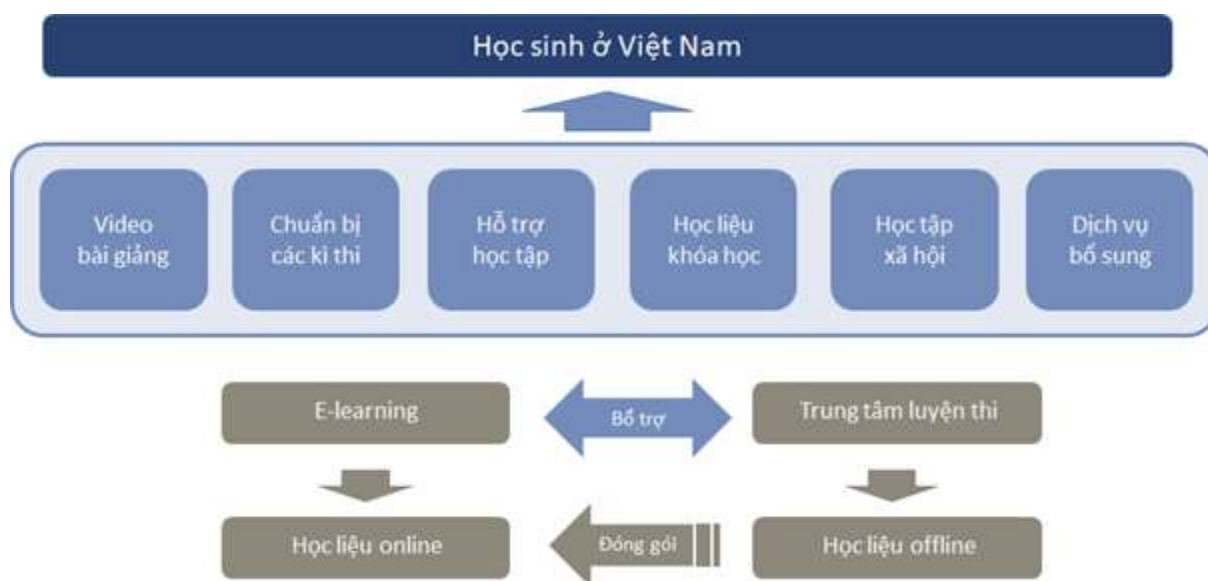 Học sinh ở Việt Nam
Video
bài giảng
Chuẩn bị
các kì thi
Hỗ trợ
học tập
Học liệu
khóa học
Học tập
xã hội
Dịch vụ
bổ sung
E-learning
Bổ trợ
Trung tâm luyện thi
Học liệu online
Đóng gói
Học liệu offline